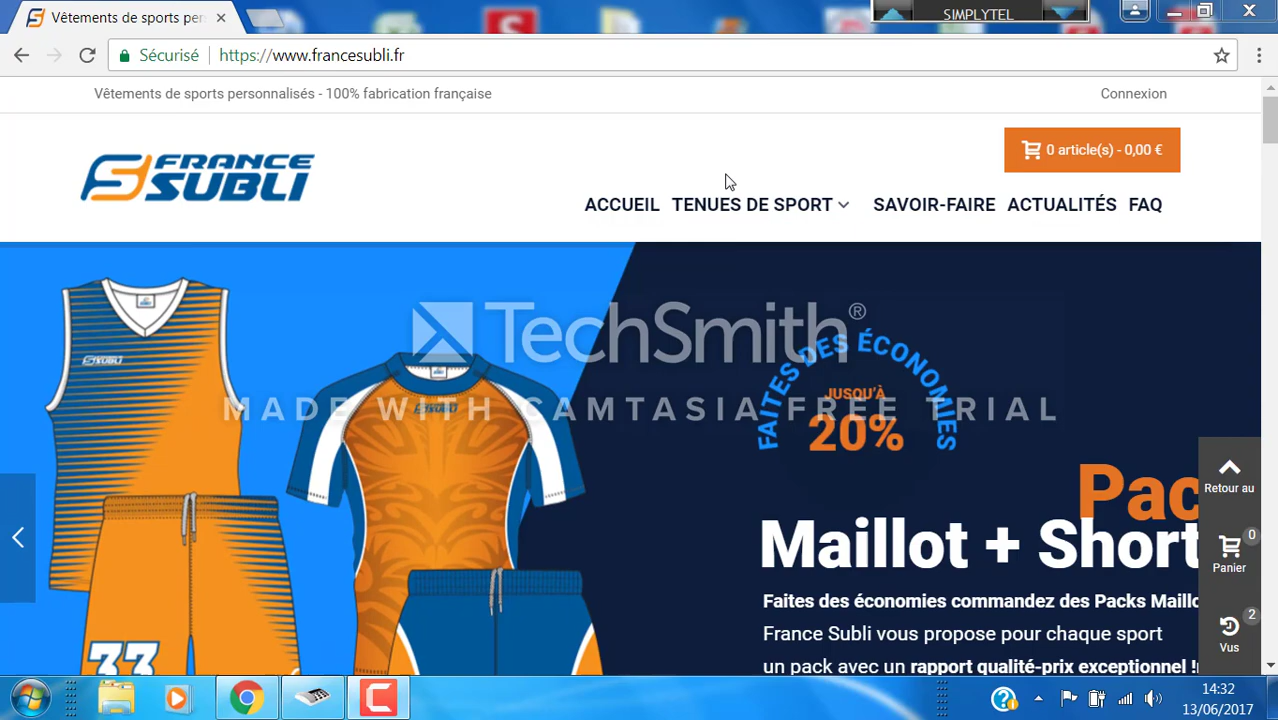 Vêtements de sports per
SIMPLYTEL
Sécurisé https://www.francesubli.fr
Vêtements de sports personnalisés - 100% fabrication française
Connexion
0 article(s) - 0,00 €
FRANCE
SUBLI
ACCUEIL TENUES DE SPORT SAVOIR-FAIRE ACTUALITÉS FAQ
TechSmith®
MADE WITH CAMTASIA FREE TRIAL
FAITES DES ÉCONOMIES
JUSQU'À
20%
Pac
Maillot + Short
Faites des économies commandez des Packs Maillo
France Subli vous propose pour chaque sport
un pack avec un rapport qualité-prix exceptionnel !
33
Retour au
0
Panier
2
Vus
14:32
13/06/2017